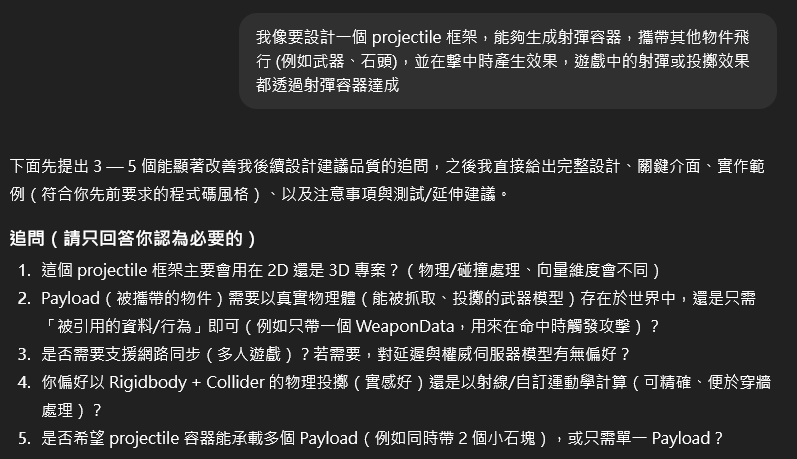 我像要設計一個 projectile 框架，能夠生成射彈容器，攜帶其他物件飛
行 (例如武器、石頭)，並在擊中時產生效果，遊戲中的射彈或投擲效果
都透過射彈容器達成
下面先提出 3 — 5 個能顯著改善我後續設計建議品質的追問，之後我直接給出完整設計、關鍵介面、實作範
例（符合你先前要求的程式碼風格）、以及注意事項與測試/延伸建議。
追問（請只回答你認為必要的）
1. 這個 projectile 框架主要會用在 2D 還是 3D 專案？（物理/碰撞處理、向量維度會不同）
2. Payload（被攜帶的物件）需要以真實物理體（能被抓取、投擲的武器模型）存在於世界中，還是只需
「被引用的資料/行為」即可（例如只帶一個 WeaponData，用來在命中時觸發攻擊）？
3. 是否需要支援網路同步（多人遊戲）？若需要，對延遲與權威伺服器模型有無偏好？
4. 你偏好以 Rigidbody + Collider 的物理投擲（實感好）還是以射線/自訂運動學計算（可精確、便於穿牆
處理）？
5. 是否希望 projectile 容器能承載多個 Payload（例如同時帶 2 個小石塊），或只需單一 Payload？